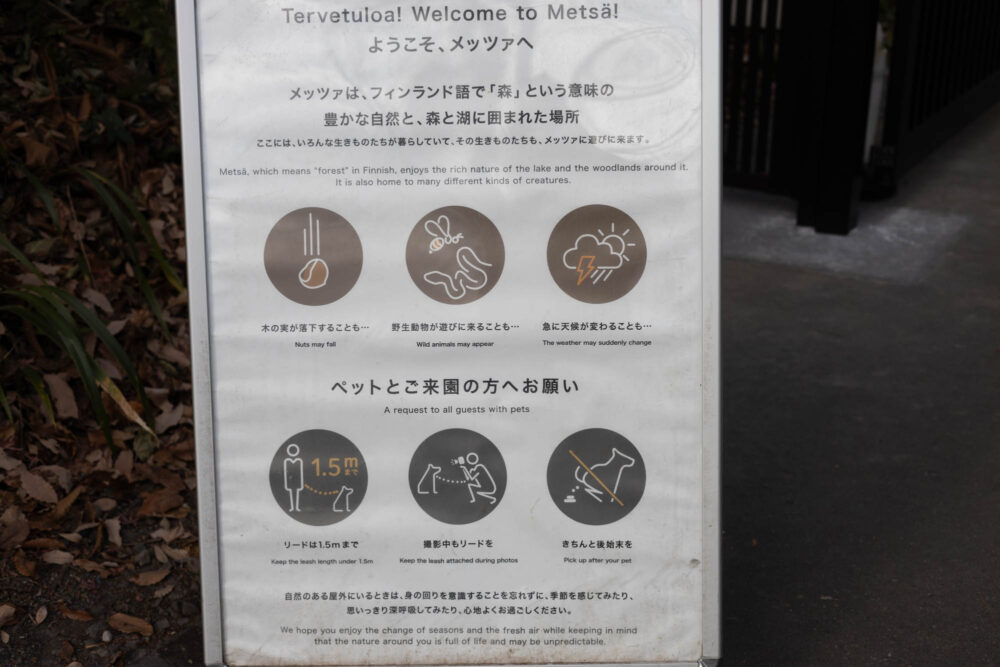 Tervetuloa! Welcome to Metsä!
ようこそ、メッツァへ
メッツァは、フィンランド語で「森」という意味の
豊かな自然と、森と湖に囲まれた場所
ここには、いろんな生きものたちが暮らしていて、その生きものたちも、メッツァに遊びに来ます。
Metsä, which means "forest" in Finnish, enjoys the rich nature of the lake and the woodlands around it.
It is also home to many different kinds of creatures.
木の実が落下することも…
Nuts may fall
野生動物が遊びに来ることも…
Wild animals may appear
急に天候が変わることも…
The weather may suddenly change
ペットとご来園の方へお願い
A request to all guests with pets
1.5mまで
リードは1.5mまで
Keep the leash length under 1.5m
撮影中もリードを
Keep the leash attached during photos
きちんと後始末を
Pick up after your pet
自然のある屋外にいるときは、身の回りを意識することを忘れずに、季節を感じてみたり、
思いっきり深呼吸してみたり、心地よくお過ごしください。
We hope you enjoy the change of seasons and the fresh air while keeping in mind
that the nature around you is full of life and may be unpredictable.